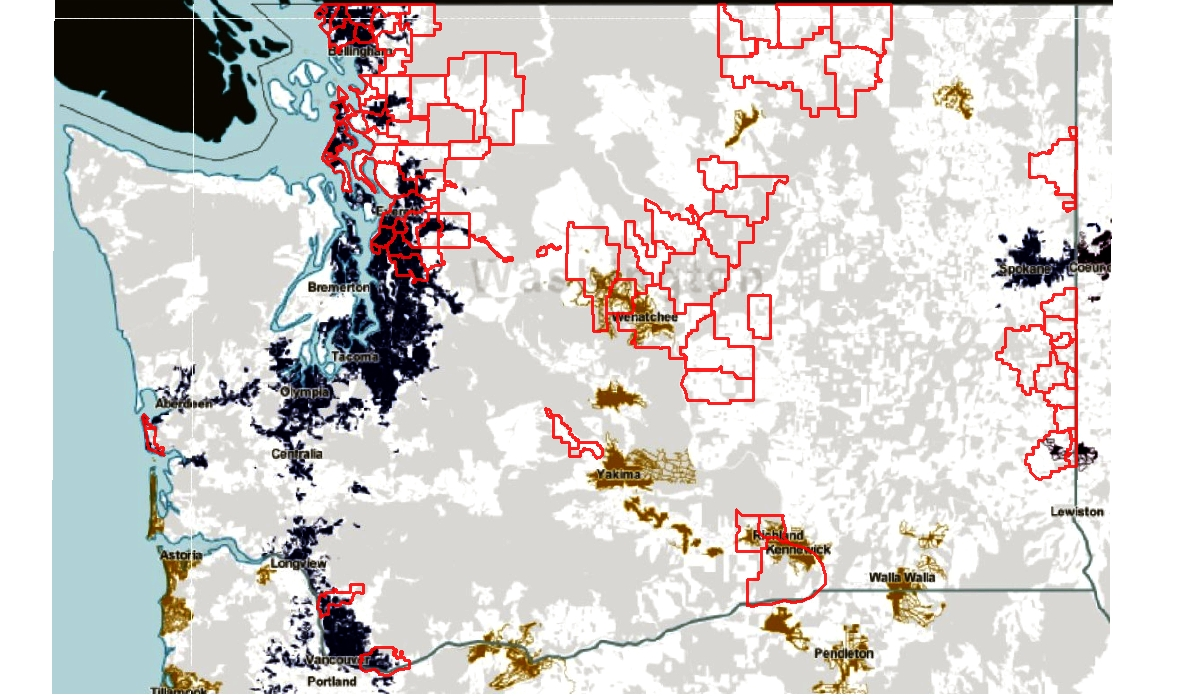 Bellingham
Everett
Washington
Spokane
Coeur
Bremerton
Wenatchee
Tacoma
Olympia
Aberdeen
Centralia
Yakima
Lewiston
Richland
Kennewick
Astoria
Longview
Walla Walla
Vancouver
Pendleton
Portland
Tillamook